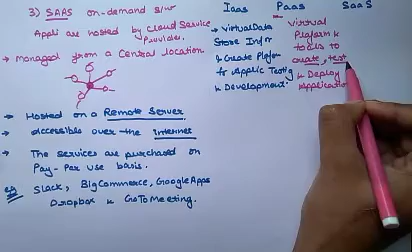 3) SAAS on-demand s/w
Appl are hosted by Cloud Service
Provider.
→ managed from a Central location
→ Hosted on a Remote Server
→ accessible over the Internet
→ The services are purchased on
Pay-Per use basis.
eg Slack, BigCommerce, Google Apps
Dropbox & GoToMeeting.
Iaas
→ Virtual Data
Store Infr
& Create Platfor
for Applic Testing
& Development.
Paas
Virtual
Platform &
tools to
create, test
& Deploy
Application
SaaS